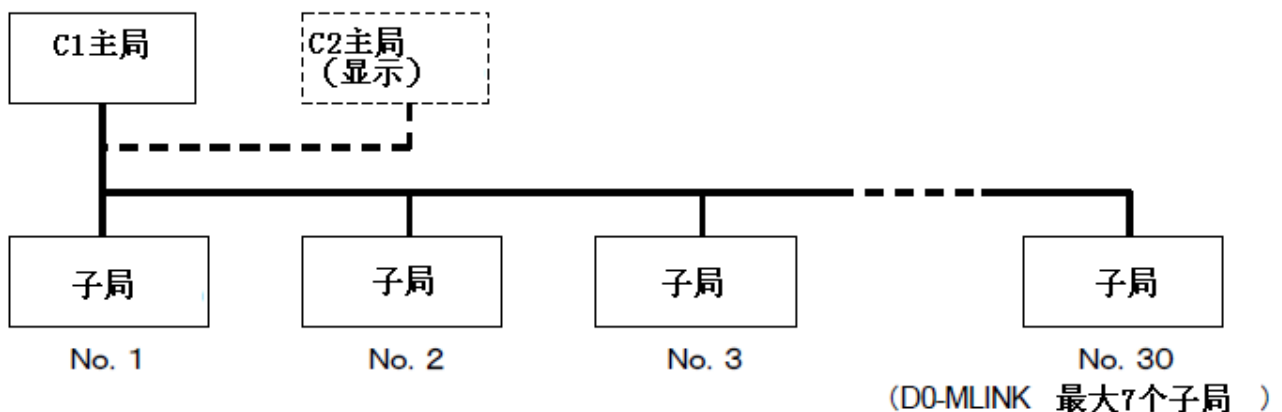 C1主局
C2主局
(显示)
子局
子局
子局
子局
No. 1
No. 2
No. 3
No. 30
(D0-MLINK 最大7个子局 )